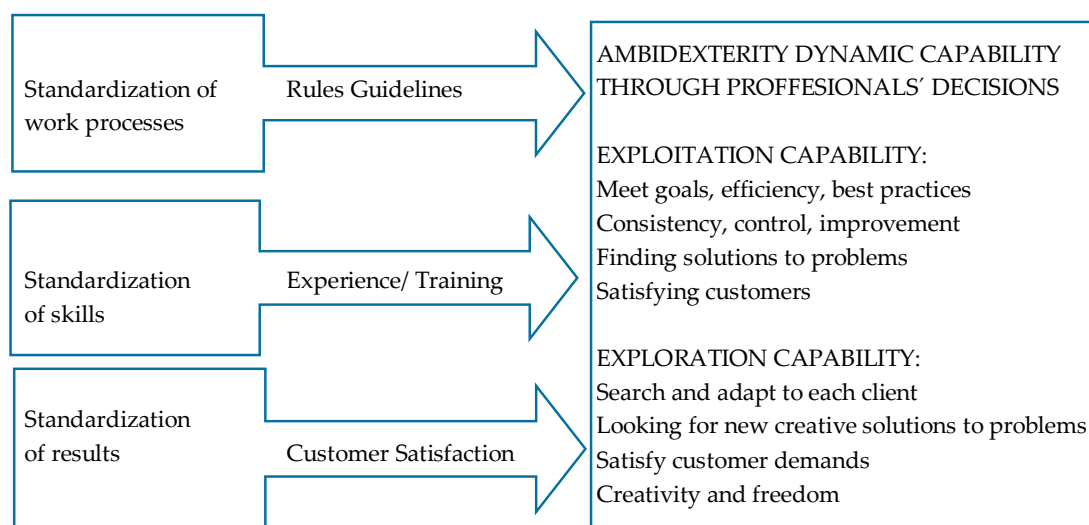 Standardization of
work processes
Rules Guidelines
Standardization
of skills
Experience/ Training
Standardization
of results
Customer Satisfaction
AMBIDEXTERITY DYNAMIC CAPABILITY
THROUGH PROFFESIONALS´ DECISIONS
EXPLOITATION CAPABILITY:
Meet goals, efficiency, best practices
Consistency, control, improvement
Finding solutions to problems
Satisfying customers
EXPLORATION CAPABILITY:
Search and adapt to each client
Looking for new creative solutions to problems
Satisfy customer demands
Creativity and freedom